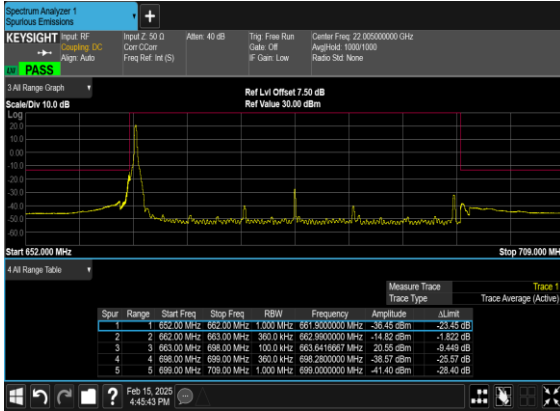 Spectrum Analyzer 1
Spurious Emissions
KEYSIGHT Input: RF Input Z: 50 Ω Atten: 40 dB Trig: Free Run Center Freq: 22.005000000 GHz
Coupling: DC Corr CCorr Gate: Off Avg|Hold: 1000/1000
Align: Auto Freq Ref: Int (S) IF Gain: Low Radio Std: None
PASS
3 All Range Graph
Ref Lvl Offset 7.50 dB
Scale/Div 10.0 dB Ref Value 30.00 dBm
Log
20.0
10.0
0.00
-10.0
-20.0
-30.0
-40.0
-50.0
-60.0
Start 652.000 MHz Stop 709.000 MH
4 All Range Table
Measure Trace Trace 1
Trace Type Trace Average (Active)
Spur Range Start Freq Stop Freq RBW Frequency Amplitude ΔLimit
1 1 652.00 MHz 662.00 MHz 1.000 MHz 661.9000000 MHz -36.45 dBm -23.45 dB
2 2 662.00 MHz 663.00 MHz 360.0 kHz 662.9900000 MHz -14.82 dBm -1.822 dB
3 3 663.00 MHz 698.00 MHz 100.0 kHz 663.6416667 MHz 20.55 dBm -9.449 dB
4 4 698.00 MHz 699.00 MHz 360.0 kHz 698.2800000 MHz -38.57 dBm -25.57 dB
5 5 699.00 MHz 709.00 MHz 1.000 MHz 699.0000000 MHz -41.40 dBm -28.40 dB
? Feb 15, 2025
4:45:43 PM